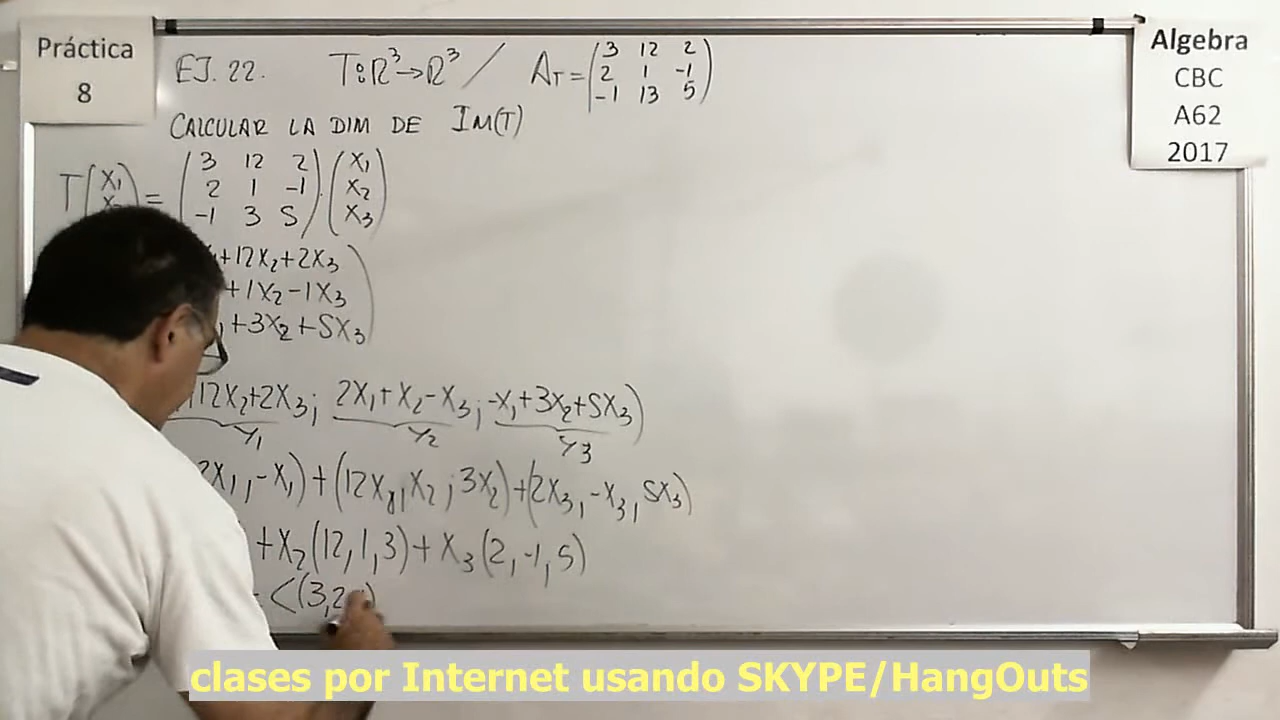 Práctica
8
EJ. 22. T: ℝ³→ℝ³ / A_T = (3 12 2
2 1 -1
-1 13 5)
Algebra
CBC
A62
2017
CALCULAR LA DIM DE Im(T)
T(X₁ = (3 12 2) · (X₁
2 1 -1 X₂
-1 3 5) X₃)
+12X₂+2X₃
+1X₂-1X₃
+3X₂+5X₃)
12X₂+2X₃; 2X₁+X₂-X₃; -X₁+3X₂+5X₃)
Y₁ Y₂ Y₃
2X₁,-X₁)+(12X₂,X₂;3X₂)+(2X₃,-X₃,5X₃)
+X₂(12,1,3)+X₃(2,-1,5)
<(3,2
clases por Internet usando SKYPE/HangOuts